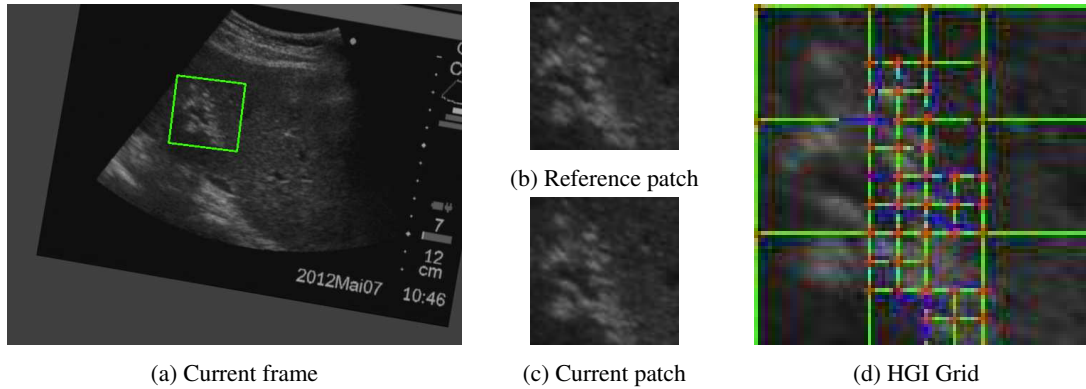 7
12
cm
2012Mai07
10:46
(a) Current frame
(b) Reference patch
(c) Current patch
(d) HGI Grid